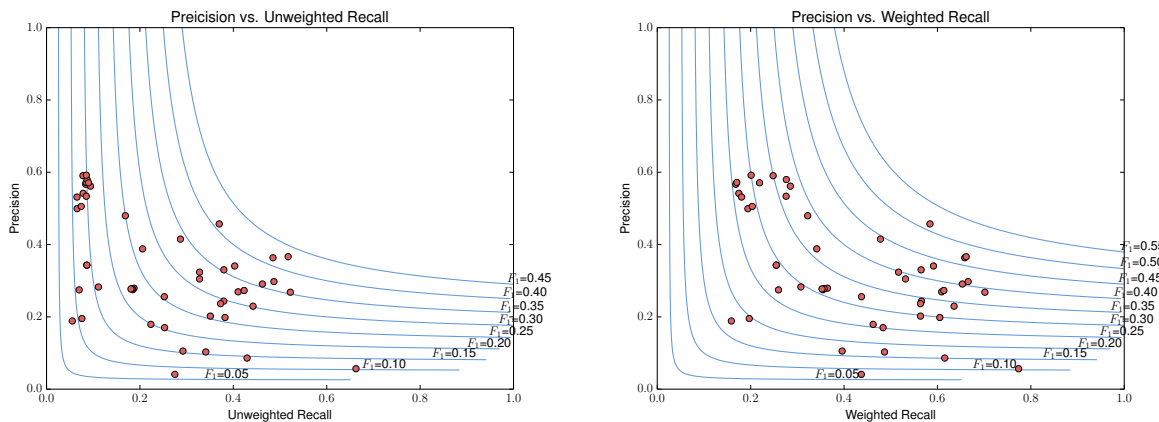 Preicision vs. Unweighted Recall
1.0
0.8
0.6
0.4
0.2
0.0
Precision
F₁=0.45
F₁=0.40
F₁=0.35
F₁=0.30
F₁=0.25
F₁=0.20
F₁=0.15
F₁=0.10
F₁=0.05
0.0 0.2 0.4 0.6 0.8 1.0
Unweighted Recall
Precision vs. Weighted Recall
1.0
0.8
0.6
0.4
0.2
0.0
Precision
F₁=0.55
F₁=0.50
F₁=0.45
F₁=0.40
F₁=0.35
F₁=0.30
F₁=0.25
F₁=0.20
F₁=0.15
F₁=0.10
F₁=0.05
0.0 0.2 0.4 0.6 0.8 1.0
Weighted Recall